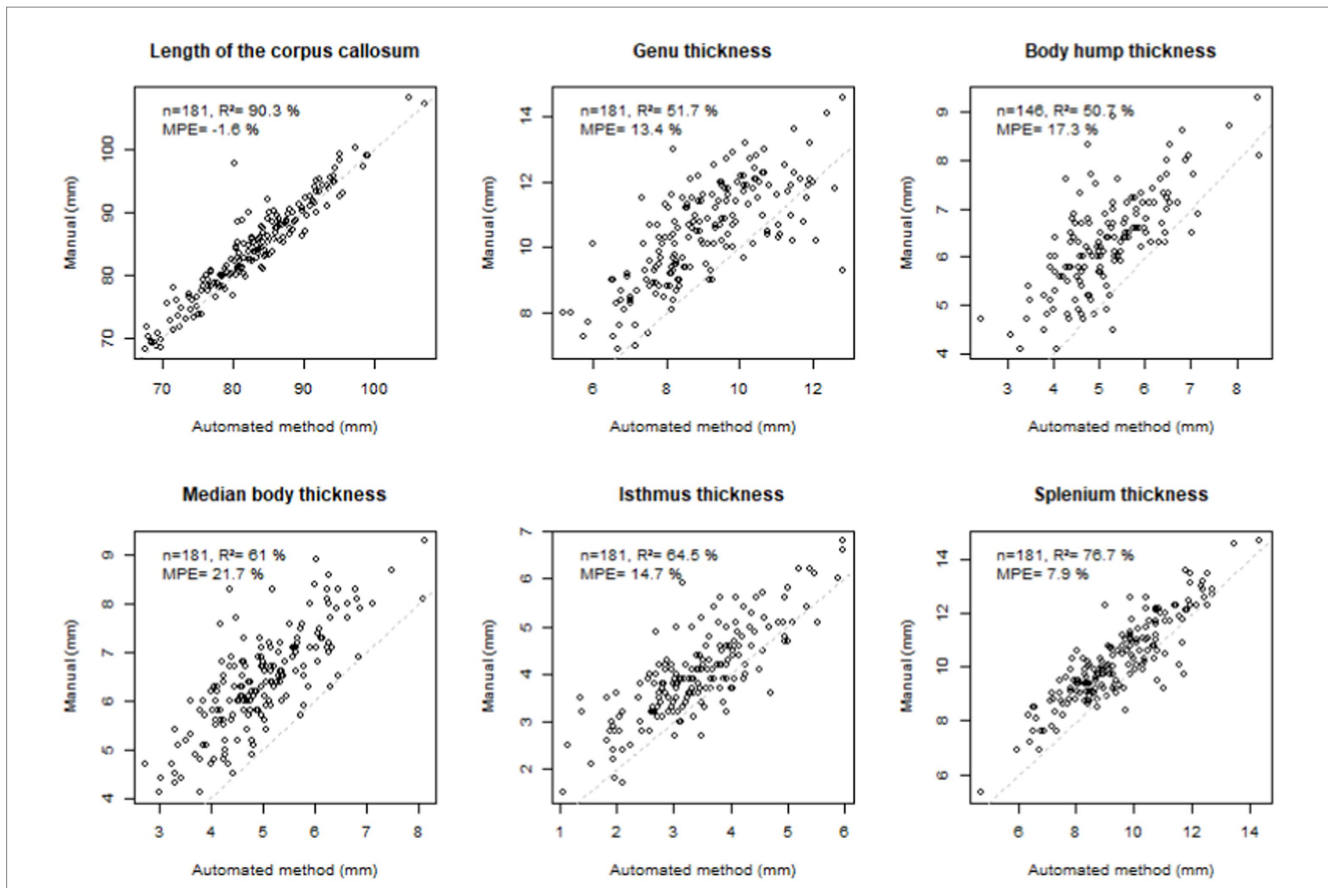 Length of the corpus callosum
n=181, R²= 90.3 %
MPE= -1.6 %
Manual (mm)
100
90
80
70
70 80 90 100
Automated method (mm)
Genu thickness
n=181, R²= 51.7 %
MPE= 13.4 %
Manual (mm)
14
12
10
8
6 8 10 12
Automated method (mm)
Body hump thickness
n=146, R²= 50.7 %
MPE= 17.3 %
Manual (mm)
9
8
7
6
5
4
3 4 5 6 7 8
Automated method (mm)
Median body thickness
n=181, R²= 61 %
MPE= 21.7 %
Manual (mm)
9
8
7
6
5
4
3 4 5 6 7 8
Automated method (mm)
Isthmus thickness
n=181, R²= 64.5 %
MPE= 14.7 %
Manual (mm)
7
6
5
4
3
2
1 2 3 4 5 6
Automated method (mm)
Splenium thickness
n=181, R²= 76.7 %
MPE= 7.9 %
Manual (mm)
14
12
10
8
6
6 8 10 12 14
Automated method (mm)